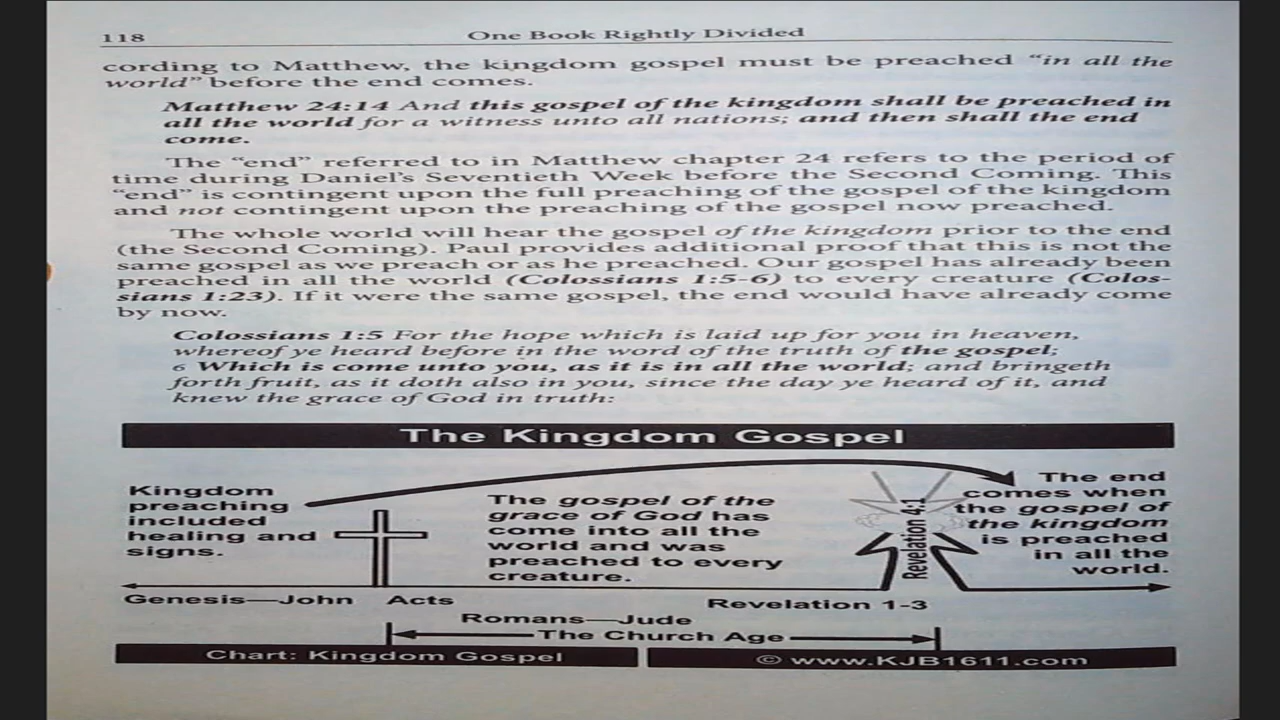 118
One Book Rightly Divided
cording to Matthew, the kingdom gospel must be preached “in all the
world” before the end comes.
Matthew 24:14 And this gospel of the kingdom shall be preached in
all the world for a witness unto all nations; and then shall the end
come.
The “end” referred to in Matthew chapter 24 refers to the period of
time during Daniel’s Seventieth Week before the Second Coming. This
“end” is contingent upon the full preaching of the gospel of the kingdom
and not contingent upon the preaching of the gospel now preached.
The whole world will hear the gospel of the kingdom prior to the end
(the Second Coming). Paul provides additional proof that this is not the
same gospel as we preach or as he preached. Our gospel has already been
preached in all the world (Colossians 1:5-6) to every creature (Colos-
sians 1:23). If it were the same gospel, the end would have already come
by now.
Colossians 1:5 For the hope which is laid up for you in heaven,
whereof ye heard before in the word of the truth of the gospel;
6 Which is come unto you, as it is in all the world; and bringeth
forth fruit, as it doth also in you, since the day ye heard of it, and
knew the grace of God in truth:
The Kingdom Gospel
Kingdom
preaching
included
healing and
signs.
The gospel of the
grace of God has
come into all the
world and was
preached to every
creature.
Revelation 4:1
The end
comes when
the gospel of
the kingdom
is preached
in all the
world.
Genesis—John
Acts
Romans—Jude
Revelation 1-3
The Church Age
Chart: Kingdom Gospel
© www.KJB1611.com